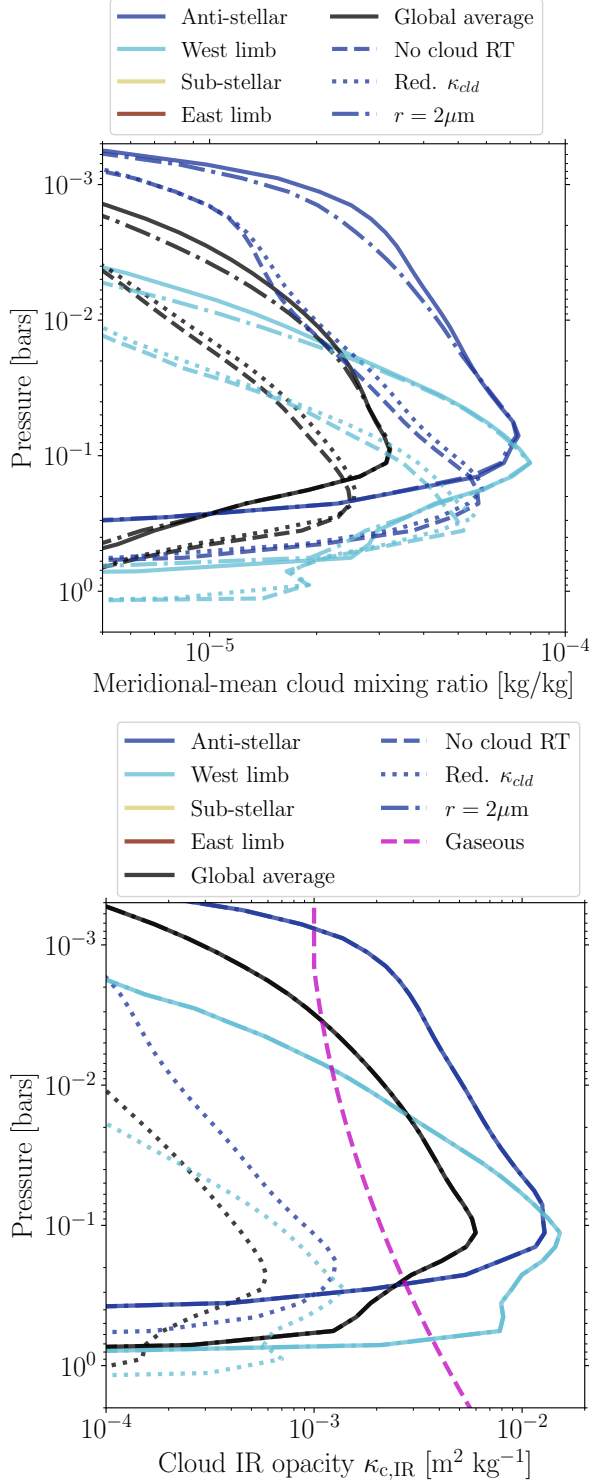 Anti-stellar
West limb
Sub-stellar
East limb
Global average
No cloud RT
Red. κ_cld
r = 2μm
10⁻³
10⁻²
10⁻¹
10⁰
Pressure [bars]
10⁻⁵
10⁻⁴
Meridional-mean cloud mixing ratio [kg/kg]
Anti-stellar
West limb
Sub-stellar
East limb
Global average
No cloud RT
Red. κ_cld
r = 2μm
Gaseous
10⁻³
10⁻²
10⁻¹
10⁰
Pressure [bars]
10⁻⁴
10⁻³
10⁻²
Cloud IR opacity κ_c,IR [m² kg⁻¹]